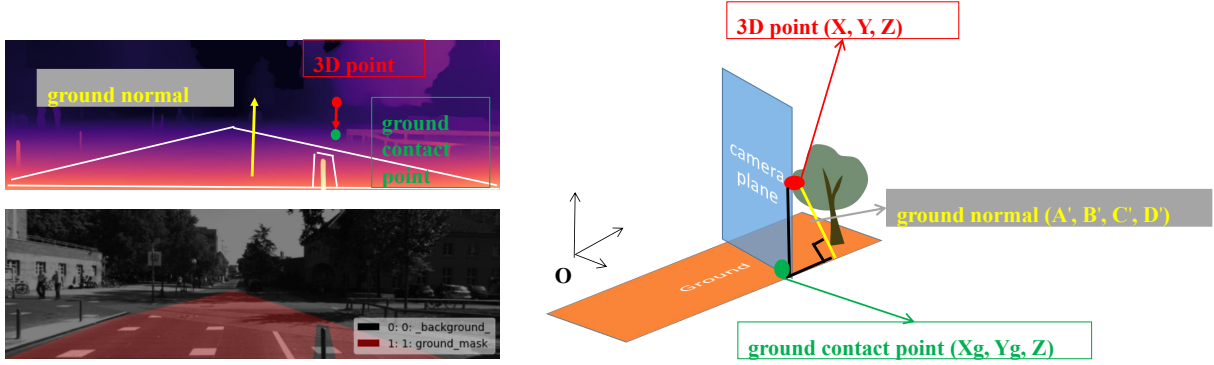 3D point
ground normal
ground
contact
point
0: 0: _background_
1: 1: ground_mask
3D point (X, Y, Z)
camera
plane
ground normal (A', B', C', D')
O
Ground
ground contact point (Xg, Yg, Z)